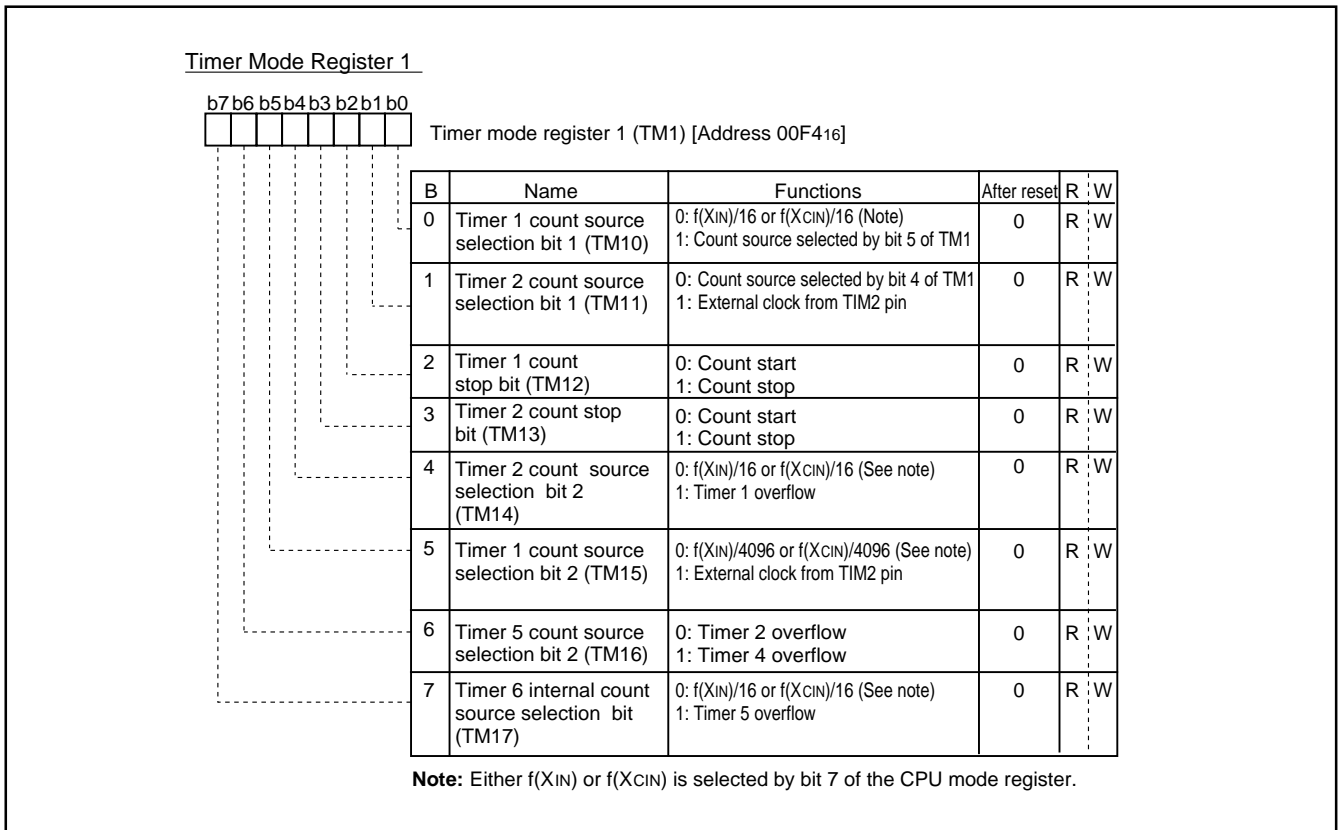 Timer Mode Register 1
b7 b6 b5 b4 b3 b2 b1 b0
Timer mode register 1 (TM1) [Address 00F416]
B Name Functions After reset R W
0 Timer 1 count source selection bit 1 (TM10) 0: f(XIN)/16 or f(XCIN)/16 (Note) 1: Count source selected by bit 5 of TM1 0 R W
1 Timer 2 count source selection bit 1 (TM11) 0: Count source selected by bit 4 of TM1 1: External clock from TIM2 pin 0 R W
2 Timer 1 count stop bit (TM12) 0: Count start 1: Count stop 0 R W
3 Timer 2 count stop bit (TM13) 0: Count start 1: Count stop 0 R W
4 Timer 2 count source selection bit 2 (TM14) 0: f(XIN)/16 or f(XCIN)/16 (See note) 1: Timer 1 overflow 0 R W
5 Timer 1 count source selection bit 2 (TM15) 0: f(XIN)/4096 or f(XCIN)/4096 (See note) 1: External clock from TIM2 pin 0 R W
6 Timer 5 count source selection bit 2 (TM16) 0: Timer 2 overflow 1: Timer 4 overflow 0 R W
7 Timer 6 internal count source selection bit (TM17) 0: f(XIN)/16 or f(XCIN)/16 (See note) 1: Timer 5 overflow 0 R W
Note: Either f(XIN) or f(XCIN) is selected by bit 7 of the CPU mode register.